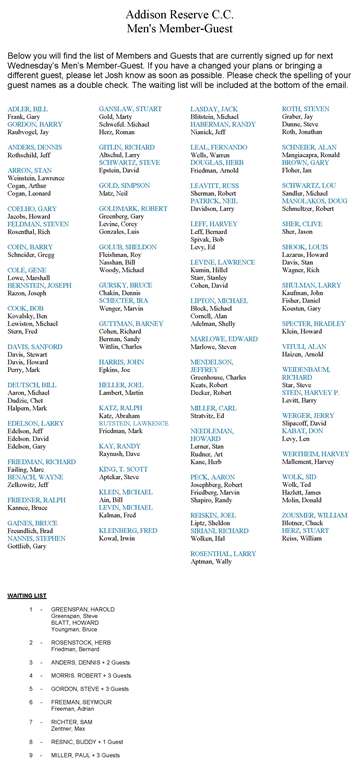 Addison Reserve C.C.
Men's Member-Guest
Below you will find the list of Members and Guests that are currently signed up for next
Wednesday's Men's Member-Guest. If you have a changed your plans or bringing a
different guest, please let Josh know as soon as possible. Please check the spelling of your
guest names as a double check. The waiting list will be included at the bottom of the email.
ADLER, BILL
Frank, Gary
GORDON, BARRY
Raubvogel, Jay
ANDERS, DENNIS
Rothschild, Jeff
ARRON, STAN
Weinstein, Lawrence
Cogan, Arthur
Cogan, Leonard
COELHO, GARY
Jacobs, Howard
FELDMAN, STEVEN
Rosenthal, Rich
COHN, BARRY
Schneider, Gregg
COLE, GENE
Lowe, Marshall
BERNSTEIN, JOSEPH
Razon, Joseph
COOK, BOB
Kovalsky, Ben
Lewiston, Michael
Stern, Fred
DAVIS, SANFORD
Davis, Stewart
Davis, Howard
Perry, Mark
DEUTSCH, BILL
Aaron, Michael
Dudzic, Chet
Halpern, Mark
EDELSON, LARRY
Edelson, Jeff
Edelson, David
Edelson, Gary
FRIEDMAN, RICHARD
Failing, Marc
BENACH, WAYNE
Zelkowitz, Jeff
FRIEDNER, RALPH
Kannee, Bruce
GAINES, BRUCE
Freundlich, Brad
NANNIS, STEPHEN
Gottlieb, Gary
GANSLAW, STUART
Gold, Marty
Schwefel, Michael
Herz, Roman
GITLIN, RICHARD
Altschul, Larry
SCHWARTZ, STEVE
Epstein, David
GOLD, SIMPSON
Matz, Neil
GOLDMARK, ROBERT
Greenberg, Gary
Levine, Corey
Gonzales, Luis
GOLUB, SHELDON
Fleishman, Roy
Nasshan, Bill
Woody, Michael
GURSKY, BRUCE
Chakin, Dennis
SHECTER, IRA
Wenger, Marvin
GUTTMAN, BARNEY
Cohen, Richard
Berman, Sandy
Wittlin, Charles
HARRIS, JOHN
Epkins, Joe
HELLER, JOEL
Lambert, Martin
KATZ, RALPH
Katz, Abraham
RUTSTEIN, LAWRENCE
Friedman, Mark
KAY, RANDY
Raynush, Dave
KING, T. SCOTT
Aptekar, Steve
KLEIN, MICHAEL
Ain, Bill
LEVIN, MICHAEL
Kalman, Fred
KLEINBERG, FRED
Kowal, Irwin
LASDAY, JACK
Blitstein, Michael
HABERMAN, RANDY
Nianick, Jeff
LEAL, FERNANDO
Wells, Warren
DOUGLAS, HERB
Friedman, Arnold
LEAVITT, RUSS
Sherman, Robert
PATRICK, NEIL
Davidson, Larry
LEFF, HARVEY
Leff, Bernard
Spivak, Bob
Levy, Ed
LEVINE, LAWRENCE
Kumin, Hillel
Starr, Stanley
Cohen, David
LIPTON, MICHAEL
Block, Michael
Cornell, Alan
Adelman, Shelly
MARLOWE, EDWARD
Marlowe, Steven
MENDELSON,
JEFFREY
Greenhouse, Charles
Keats, Robert
Decker, Robert
MILLER, CARL
Stravitz, Ed
NEEDLEMAN,
HOWARD
Lerner, Stan
Rudner, Art
Kane, Herb
PECK, AARON
Josephberg, Robert
Friedberg, Marvin
Shapiro, Randy
REISKIN, JOEL
Liptz, Sheldon
SIRIANI, RICHARD
Wolken, Hal
ROSENTHAL, LARRY
Aptman, Wally
ROTH, STEVEN
Graber, Jay
Danne, Steve
Roth, Jonathan
SCHNEIER, ALAN
Mangiacapra, Ronald
BROWN, GARY
Floher, Ian
SCHWARTZ, LOU
Sandler, Michael
MANOLAKOS, DOUG
Schmeltzer, Robert
SHER, CLIVE
Sher, Jason
SHOOK, LOUIS
Lazarus, Howard
Davis, Stan
Wagner, Rich
SHULMAN, LARRY
Kaufman, John
Fisher, Daniel
Kousten, Gary
SPECTER, BRADLEY
Klein, Howard
VITULI, ALAN
Haizen, Arnold
WEIDENBAUM,
RICHARD
Star, Steve
STEIN, HARVEY P.
Levitt, Barry
WERGER, JERRY
Slipacoff, David
KABAT, DON
Levy, Len
WERTHEIM, HARVEY
Mallement, Harvey
WOLK, SID
Wolk, Ted
Hazlett, James
Molin, Donald
ZOUSMER, WILLIAM
Blotner, Chuck
HERZ, STUART
Reiss, William
WAITING LIST
1 - GREENSPAN, HAROLD
Greenspan, Steve
BLATT, HOWARD
Youngman, Bruce
2 - ROSENSTOCK, HERB
Friedman, Bernard
3 - ANDERS, DENNIS + 2 Guests
4 - MORRIS. ROBERT + 3 Guests
5 - GORDON, STEVE + 3 Guests
6 - FREEMAN, SEYMOUR
Freeman, Adrian
7 - RICHTER, SAM
Zentner, Max
8 - RESNIC, BUDDY + 1 Guest
9 - MILLER, PAUL + 3 Guests